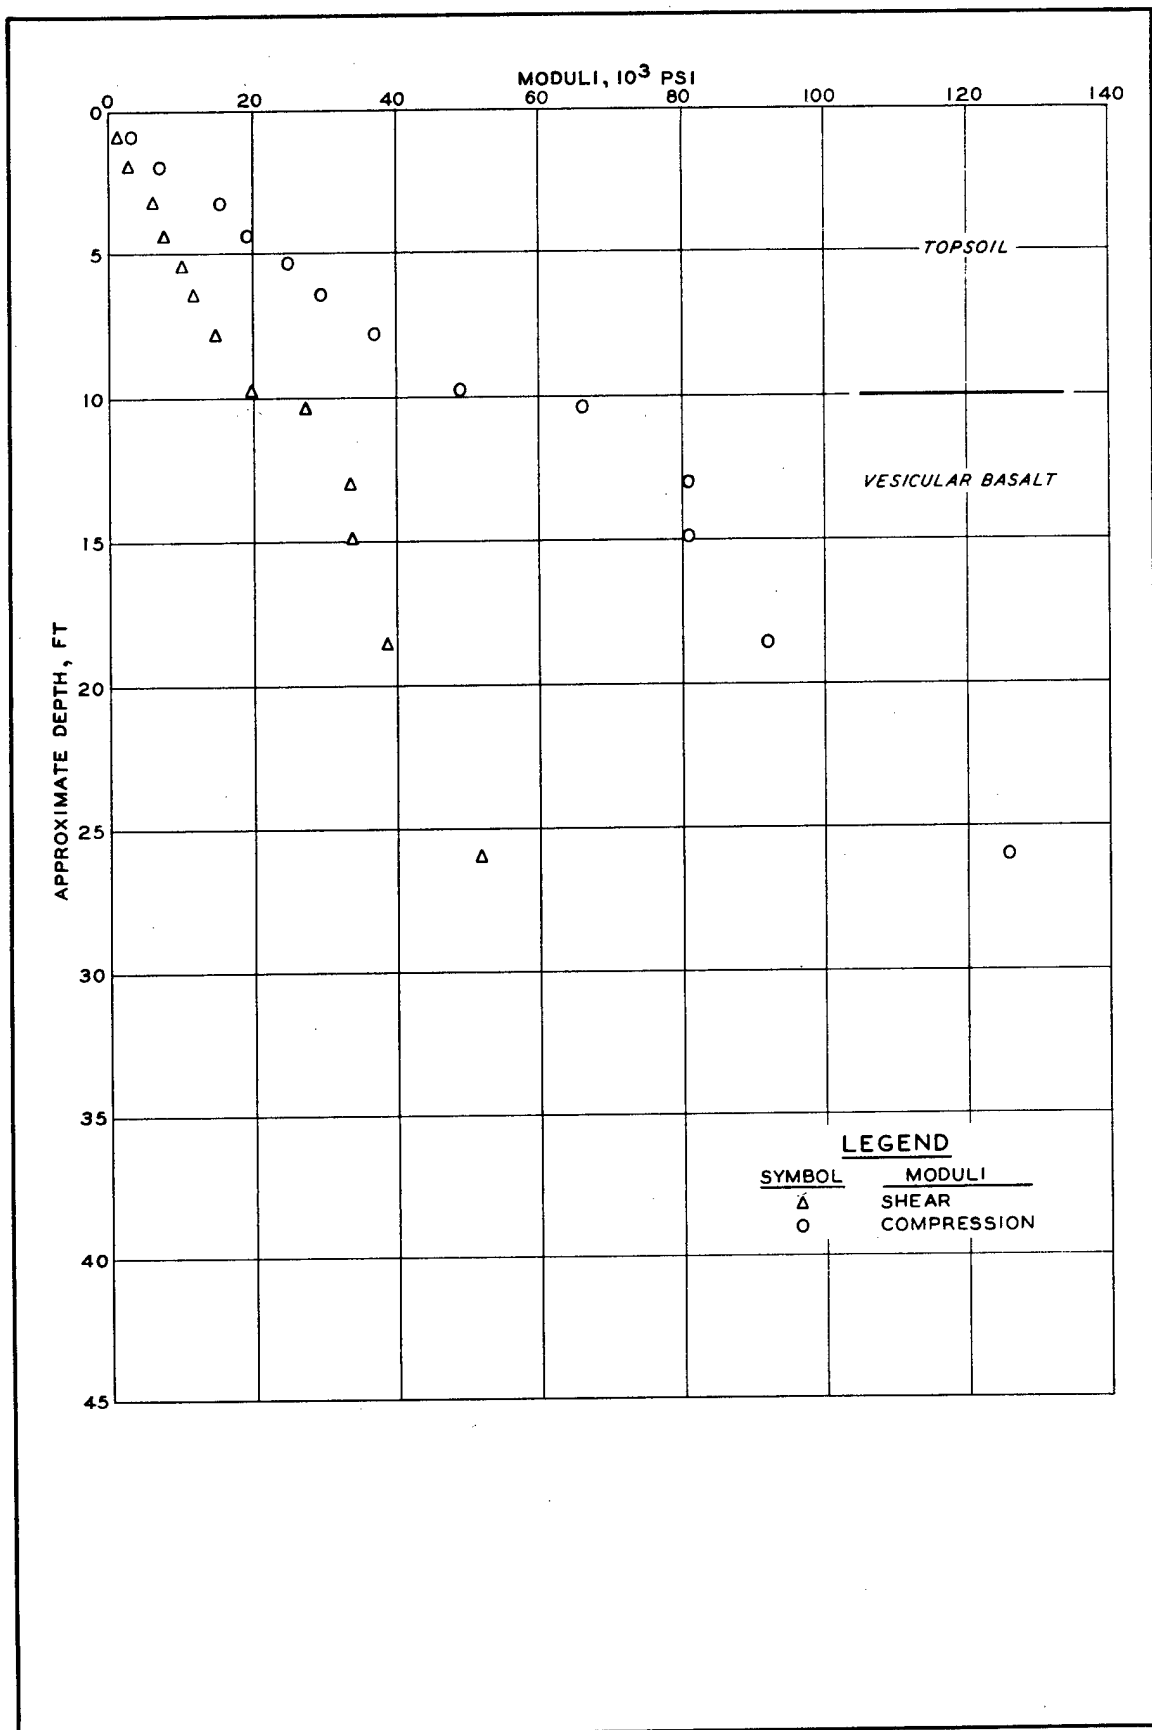 MODULI, 10³ PSI
0 20 40 60 80 100 120 140
0
5
10
15
20
25
30
35
40
45
APPROXIMATE DEPTH, FT
TOPSOIL
VESICULAR BASALT
LEGEND
SYMBOL MODULI
Δ SHEAR
O COMPRESSION